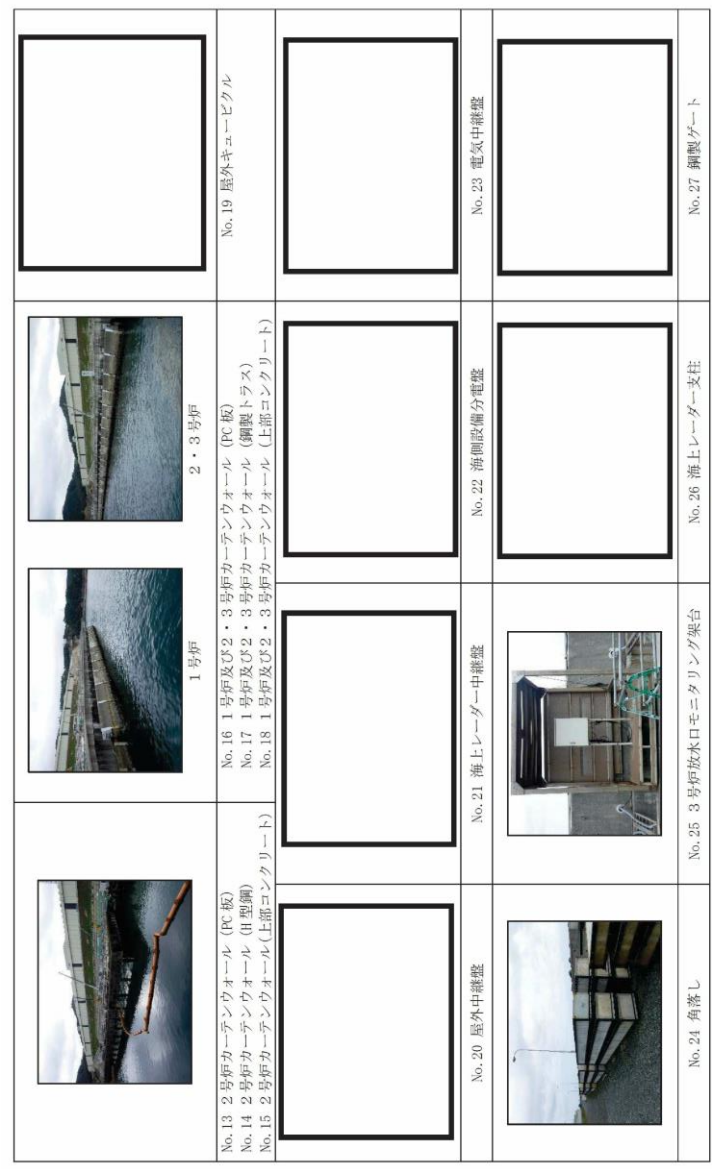 No.13 2号炉カーテンウォール (PC板)
No.14 2号炉カーテンウォール (H型鋼)
No.15 2号炉カーテンウォール(上部コンクリート)
1号炉
2・3号炉
No.16 1号炉及び2・3号炉カーテンウォール (PC板)
No.17 1号炉及び2・3号炉カーテンウォール (鋼製トラス)
No.18 1号炉及び2・3号炉カーテンウォール (上部コンクリート)
No.19 屋外キュービクル
No.20 屋外中継盤
No.21 海上レーダー中継盤
No.22 海側設備分電盤
No.23 電気中継盤
No.24 角落し
No.25 3号炉放水口モニタリング架台
No.26 海上レーダー支柱
No.27 鋼製ゲート